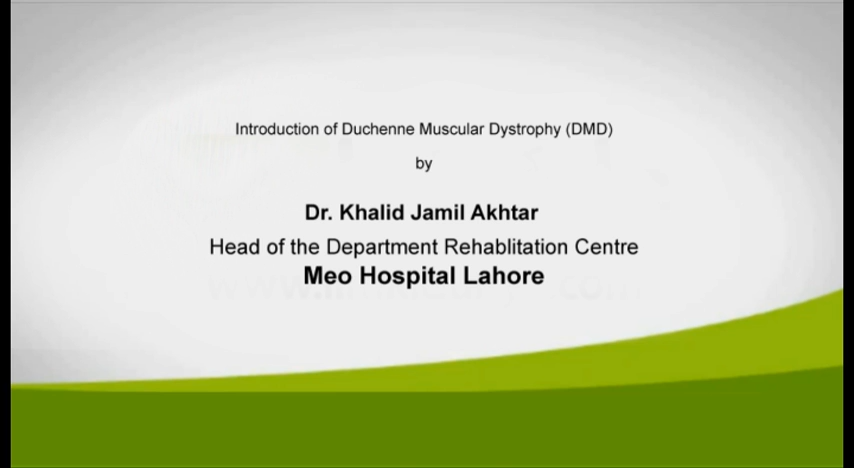 Introduction of Duchenne Muscular Dystrophy (DMD)
by
Dr. Khalid Jamil Akhtar
Head of the Department Rehablitation Centre
Meo Hospital Lahore